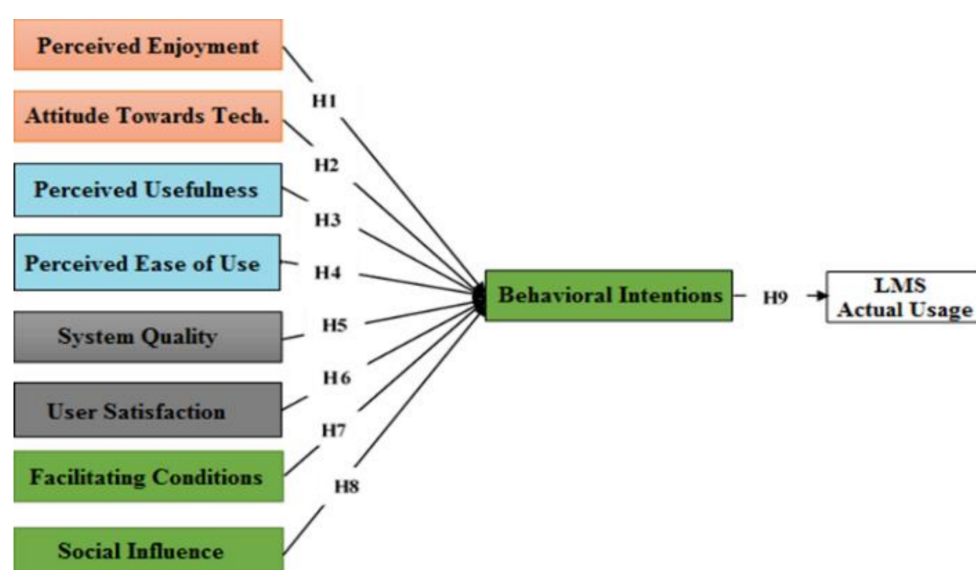 Perceived Enjoyment
H1
Attitude Towards Tech.
H2
Perceived Usefulness
H3
Perceived Ease of Use
H4
System Quality
H5
User Satisfaction
H6
Facilitating Conditions
H7
Social Influence
H8
Behavioral Intentions
H9
LMS
Actual Usage